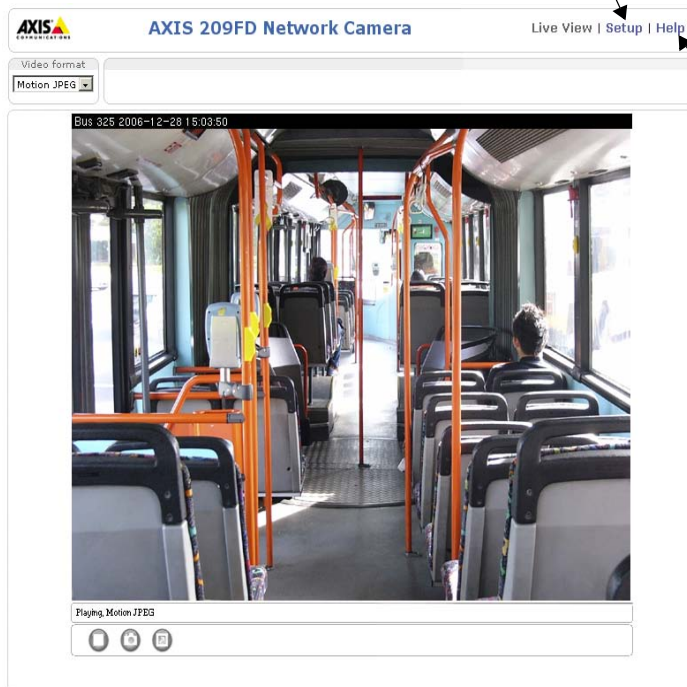 AXIS
COMMUNICATIONS
AXIS 209FD Network Camera
Live View | Setup | Help
Video format
Motion JPEG
Bus 325 2006-12-28 15:03:50
Playing, Motion JPEG